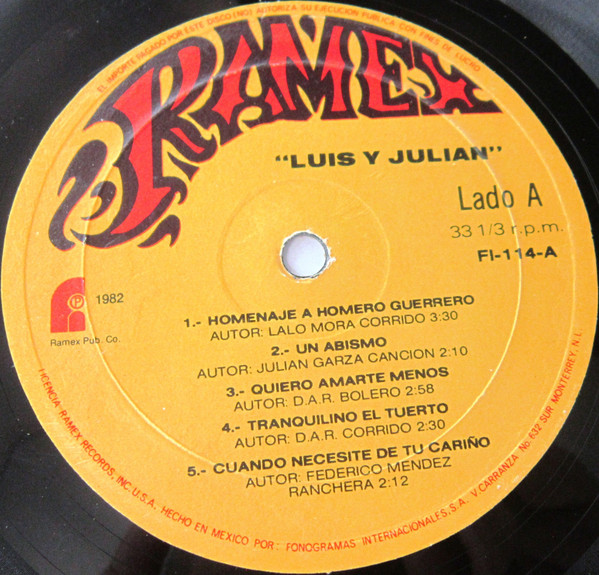 EL IMPORTE PAGADO POR ESTE DISCO (NO) AUTORIZA SU EJECUCION PUBLICA CON FINES DE LUCRO
RAMEX
"LUIS Y JULIAN"
Lado A
33 1/3 r.p.m.
FI-114-A
1982
Ramex Pub. Co.
1.- HOMENAJE A HOMERO GUERRERO
AUTOR: LALO MORA CORRIDO 3:30
2.- UN ABISMO
AUTOR: JULIAN GARZA CANCION 2:10
3.- QUIERO AMARTE MENOS
AUTOR: D.A.R. BOLERO 2:58
4.- TRANQUILINO EL TUERTO
AUTOR: D.A.R. CORRIDO 2:30
5.- CUANDO NECESITE DE TU CARIÑO
AUTOR: FEDERICO MENDEZ
RANCHERA 2:12
LICENCIA RAMEX RECORDS, INC. U.S.A. HECHO EN MEXICO POR: FONOGRAMAS INTERNACIONALES, S.A. V. CARRANZA No. 632 SUR MONTERREY, N.L.